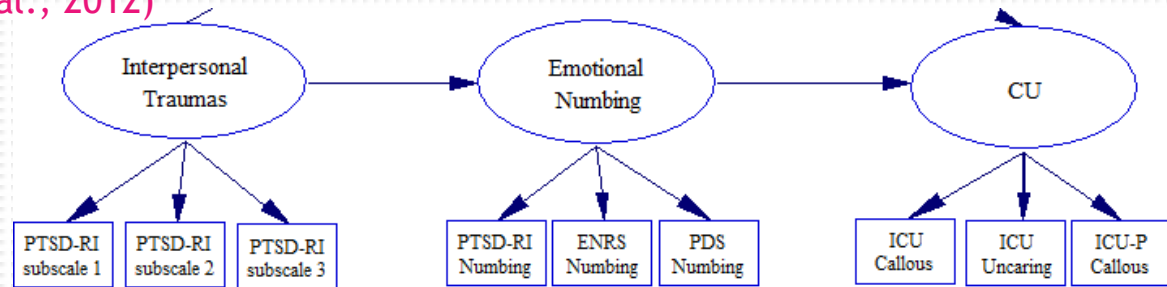 al., 2012)
Interpersonal
Traumas
Emotional
Numbing
CU
PTSD-RI
subscale 1
PTSD-RI
subscale 2
PTSD-RI
subscale 3
PTSD-RI
Numbing
ENRS
Numbing
PDS
Numbing
ICU
Callous
ICU
Uncaring
ICU-P
Callous